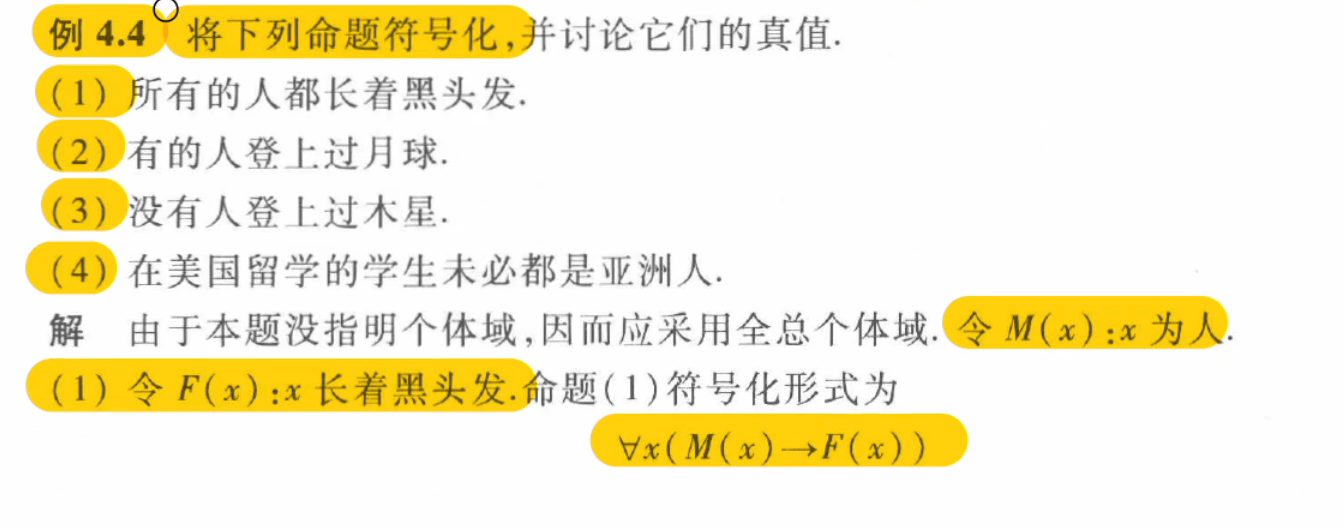 例 4.4 将下列命题符号化,并讨论它们的真值.
(1) 所有的人都长着黑头发.
(2) 有的人登上过月球.
(3) 没有人登上过木星.
(4) 在美国留学的学生未必都是亚洲人.
解 由于本题没指明个体域,因而应采用全总个体域. 令 M(x):x 为人.
(1) 令 F(x):x 长着黑头发. 命题(1)符号化形式为
∀x(M(x)→F(x))